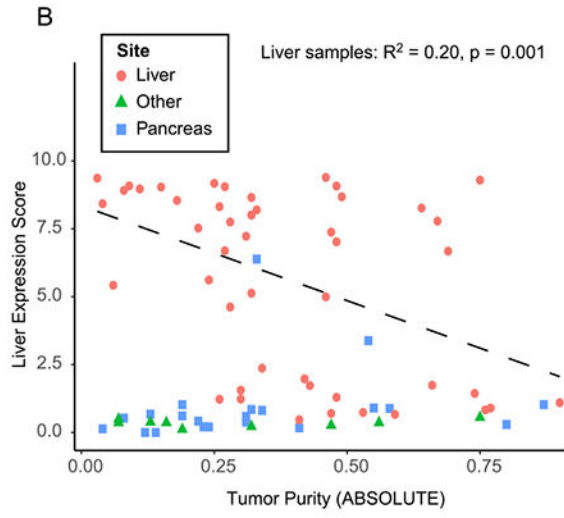 B
Site
Liver
Other
Pancreas
Liver samples: R² = 0.20, p = 0.001
Liver Expression Score
10.0
7.5
5.0
2.5
0.0
0.00 0.25 0.50 0.75
Tumor Purity (ABSOLUTE)